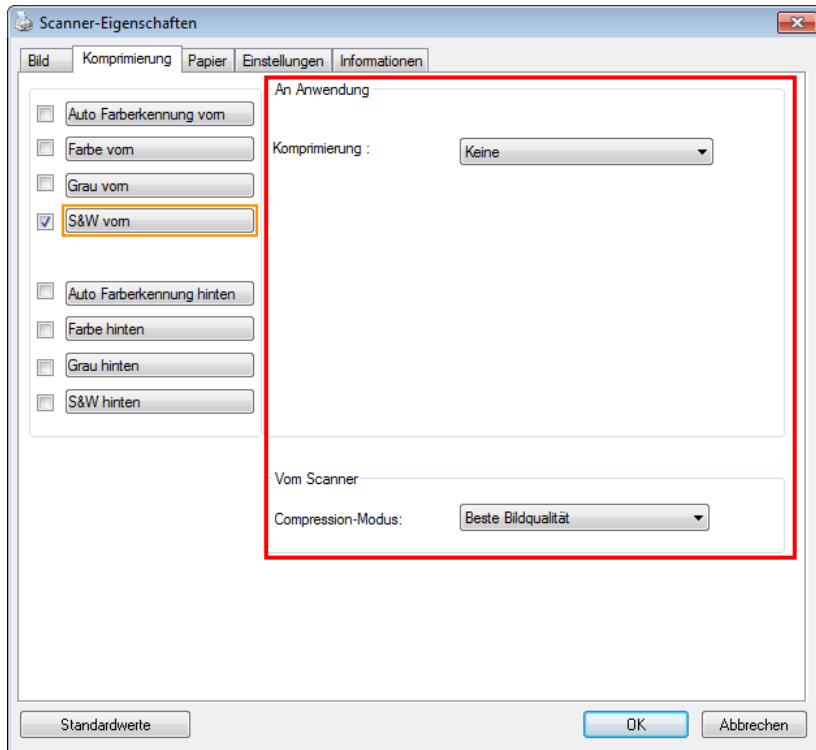 Scanner-Eigenschaften
Bild Komprimierung Papier Einstellungen Informationen
An Anwendung
Auto Farberkennung vorn
Farbe vorn
Komprimierung : Keine
Grau vorn
S&W vorn
Auto Farberkennung hinten
Farbe hinten
Grau hinten
S&W hinten
Vom Scanner
Compression-Modus: Beste Bildqualität
Standardwerte OK Abbrechen